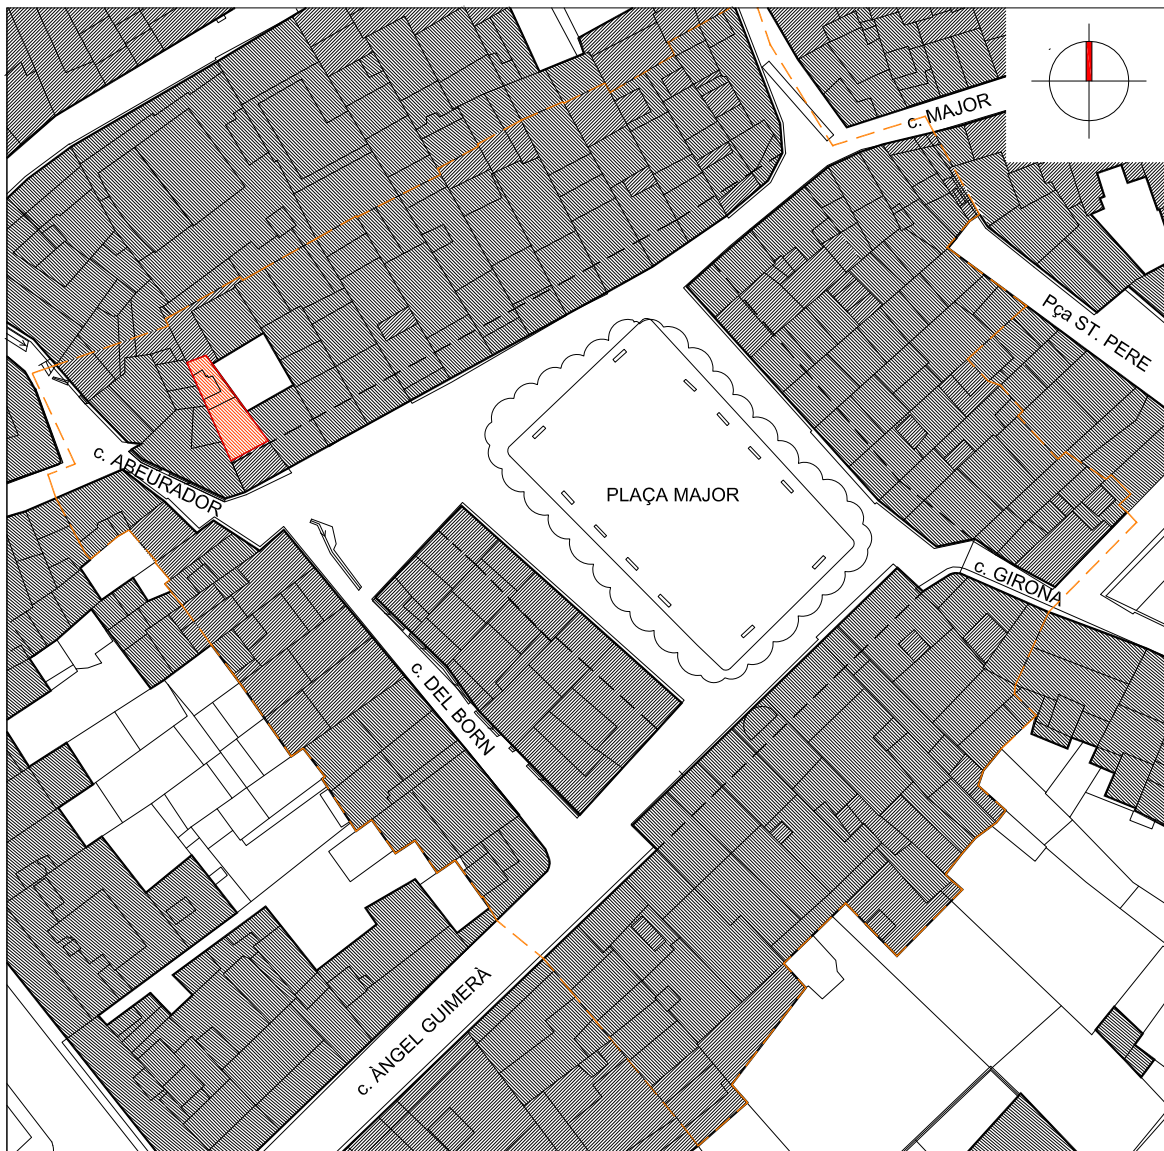 c. MAJOR
Pça ST. PERE
c. ABEURADOR
PLAÇA MAJOR
c. GIRONA
c. DEL BORN
c. ÀNGEL GUIMERÀ